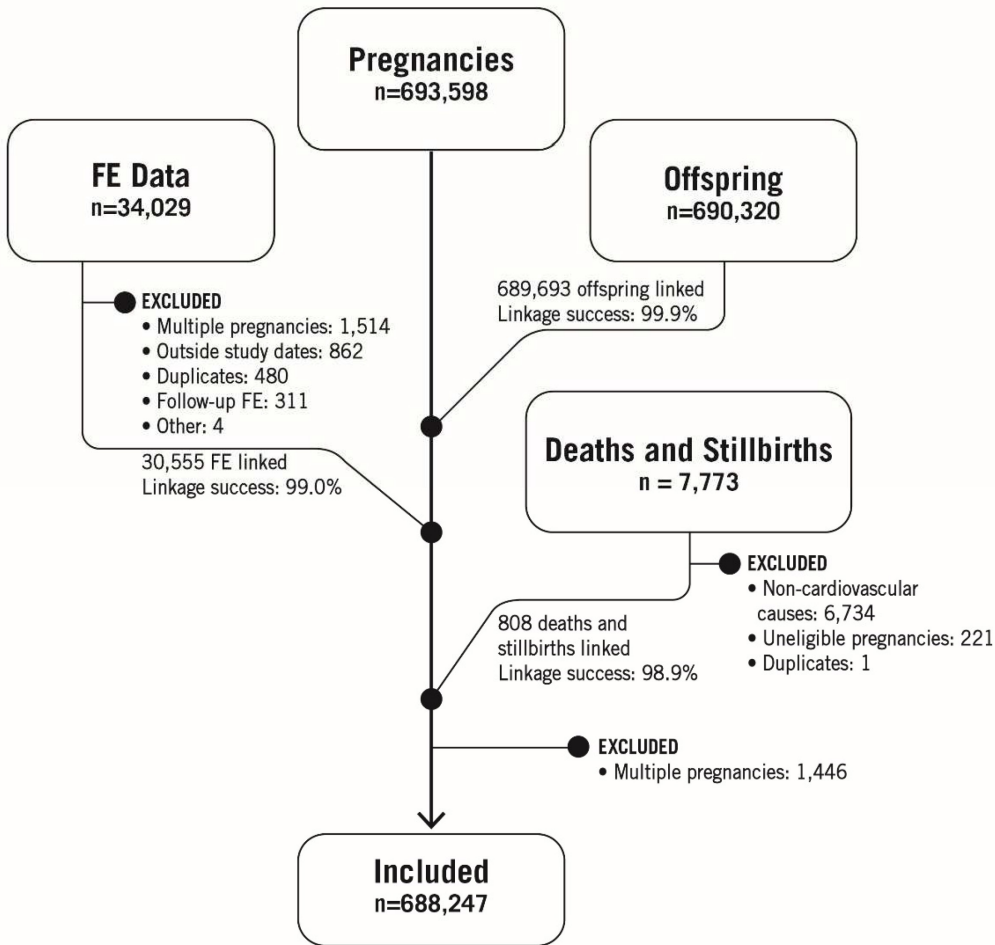 Pregnancies
n=693,598
FE Data
n=34,029
Offspring
n=690,320
689,693 offspring linked
Linkage success: 99.9%
EXCLUDED
• Multiple pregnancies: 1,514
• Outside study dates: 862
• Duplicates: 480
• Follow-up FE: 311
• Other: 4
30,555 FE linked
Linkage success: 99.0%
Deaths and Stillbirths
n = 7,773
EXCLUDED
• Non-cardiovascular
causes: 6,734
• Uneligible pregnancies: 221
• Duplicates: 1
808 deaths and
stillbirths linked
Linkage success: 98.9%
EXCLUDED
• Multiple pregnancies: 1,446
Included
n=688,247